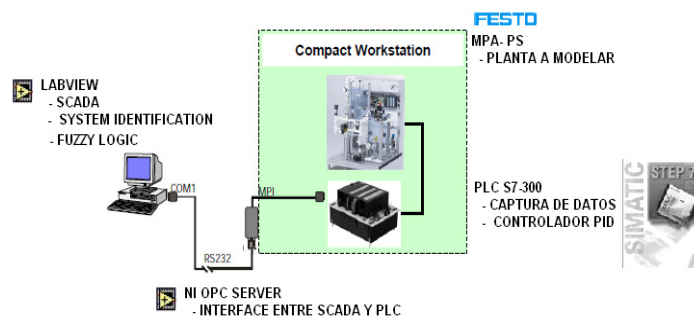 FESTO
Compact Workstation
MPA- PS
- PLANTA A MODELAR
LABVIEW
- SCADA
- SYSTEM IDENTIFICATION
- FUZZY LOGIC
COM1
MPI
RS232
PLC S7-300
- CAPTURA DE DATOS
- CONTROLADOR PID
SIMATIC
STEP 7
NI OPC SERVER
- INTERFACE ENTRE SCADA Y PLC